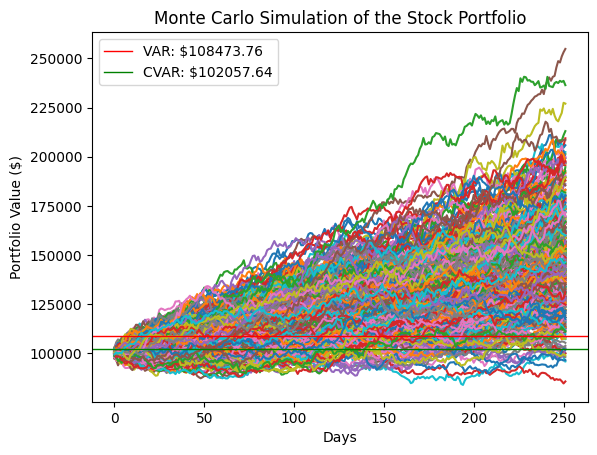 Monte Carlo Simulation of the Stock Portfolio
VAR: $108473.76
CVAR: $102057.64
Portfolio Value ($)
250000
225000
200000
175000
150000
125000
100000
0 50 100 150 200 250
Days